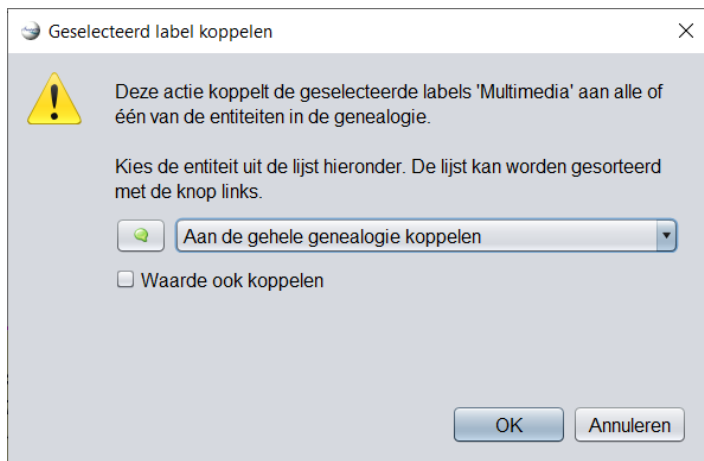 Geselecteerd label koppelen
Deze actie koppelt de geselecteerde labels 'Multimedia' aan alle of
één van de entiteiten in de genealogie.
Kies de entiteit uit de lijst hieronder. De lijst kan worden gesorteerd
met de knop links.
Aan de gehele genealogie koppelen
Waarde ook koppelen
OK
Annuleren